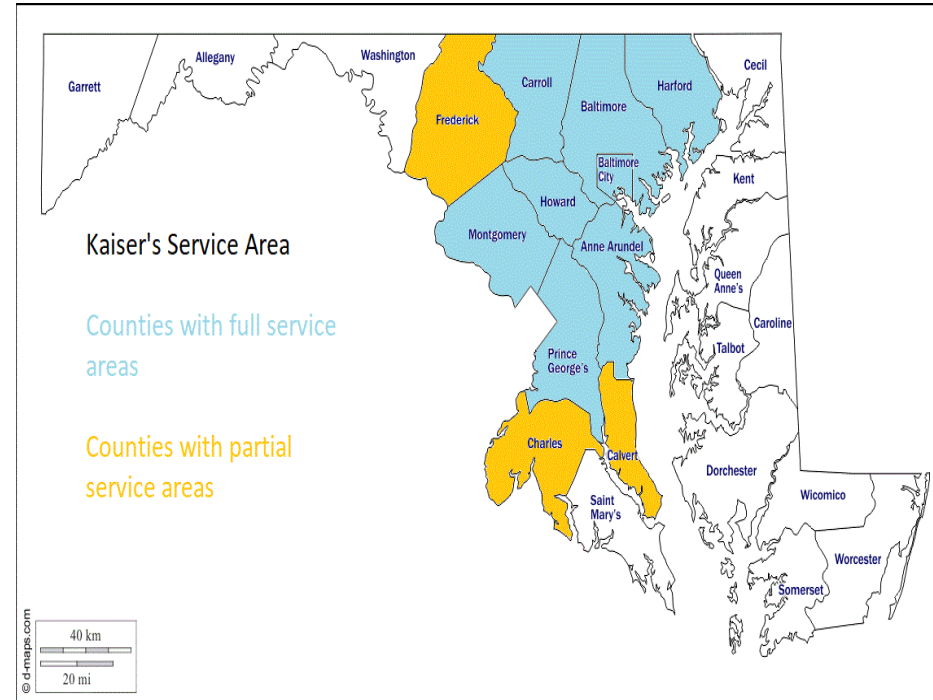 Garrett
Allegany
Washington
Frederick
Carroll
Baltimore
Harford
Cecil
Baltimore
City
Kent
Howard
Montgomery
Anne Arundel
Queen
Anne's
Caroline
Talbot
Prince
George's
Charles
Calvert
Saint
Mary's
Dorchester
Wicomico
Worcester
Somerset
Kaiser's Service Area
Counties with full service
areas
Counties with partial
service areas
© d-maps.com
40 km
20 mi